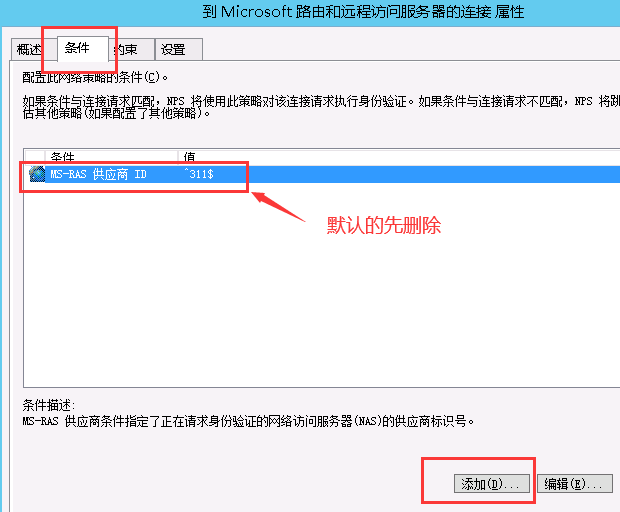 到 Microsoft 路由和远程访问服务器的连接 属性
概述 条件 约束 设置
配置此网络策略的条件(C)。
如果条件与连接请求匹配，NPS 将使用此策略对该连接请求执行身份验证。如果条件与连接请求不匹配，NPS 将跳
估其他策略(如果配置了其他策略)。
条件 值
MS-RAS 供应商 ID ^311$
默认的先删除
条件描述:
MS-RAS 供应商条件指定了正在请求身份验证的网络访问服务器(NAS)的供应商标识号。
添加(D)... 编辑(E)...